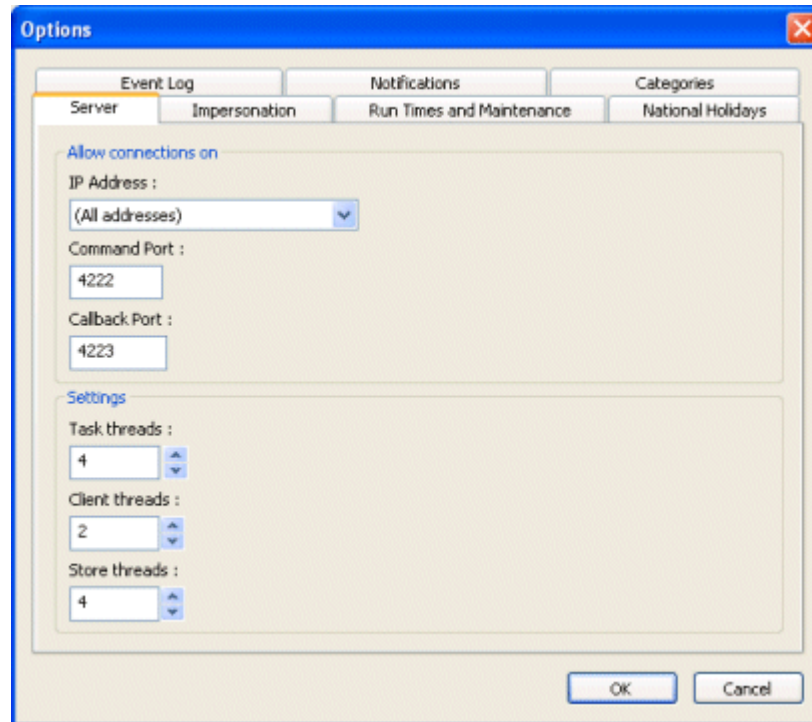 Options
Event Log Notifications Categories
Server Impersonation Run Times and Maintenance National Holidays
Allow connections on
IP Address :
(All addresses)
Command Port :
4222
Callback Port :
4223
Settings
Task threads :
4
Client threads :
2
Store threads :
4
OK Cancel